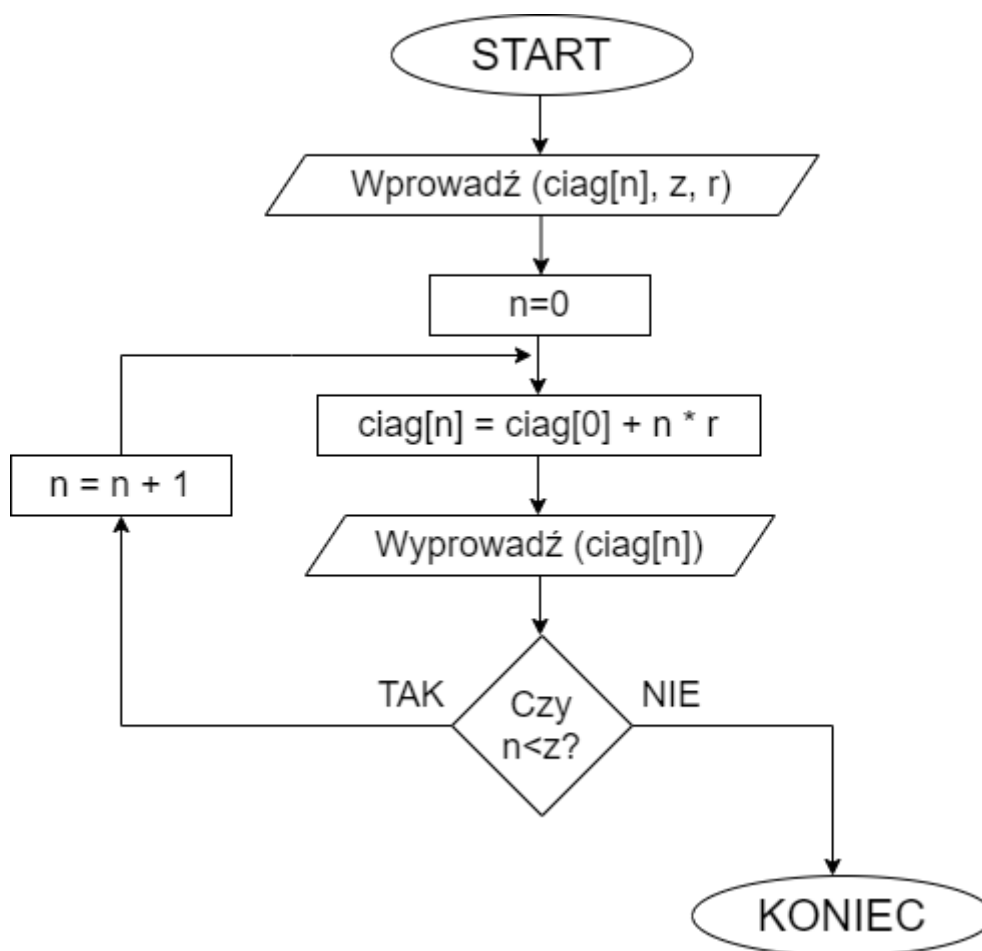 START
Wprowadź (ciag[n], z, r)
n=0
ciag[n] = ciag[0] + n * r
n = n + 1
Wyprowadź (ciag[n])
TAK
NIE
Czy
n<z?
KONIEC